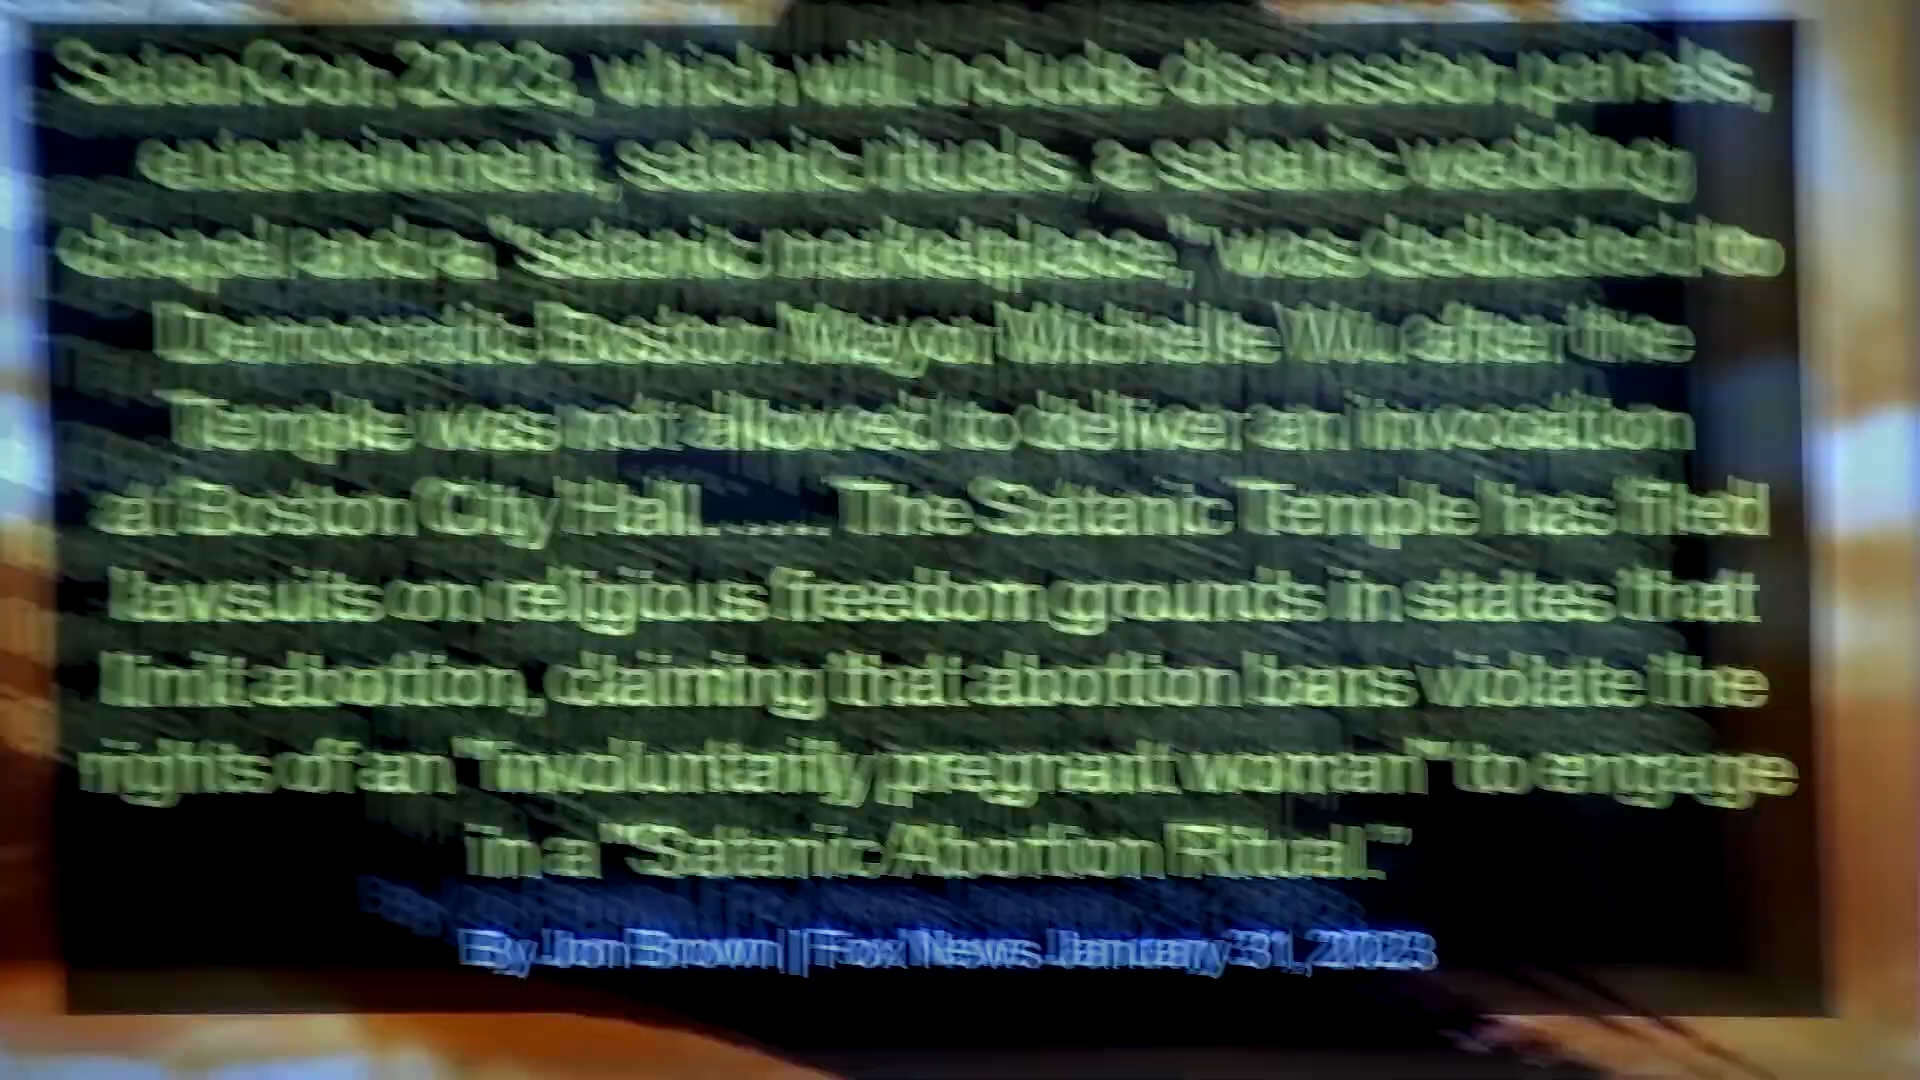 SatanCon 2023, which will include discussion panels,
entertainment, satanic rituals, a satanic wedding
chapel and a "satanic marketplace," was dedicated to
Democratic Boston Mayor Michelle Wu after the
Temple was not allowed to deliver an invocation
at Boston City Hall...... The Satanic Temple has filed
lawsuits on religious freedom grounds in states that
limit abortion, claiming that abortion bans violate the
rights of an "involuntarily pregnant woman" to engage
in a "Satanic Abortion Ritual."
By Jon Brown | Fox News January 31, 2023